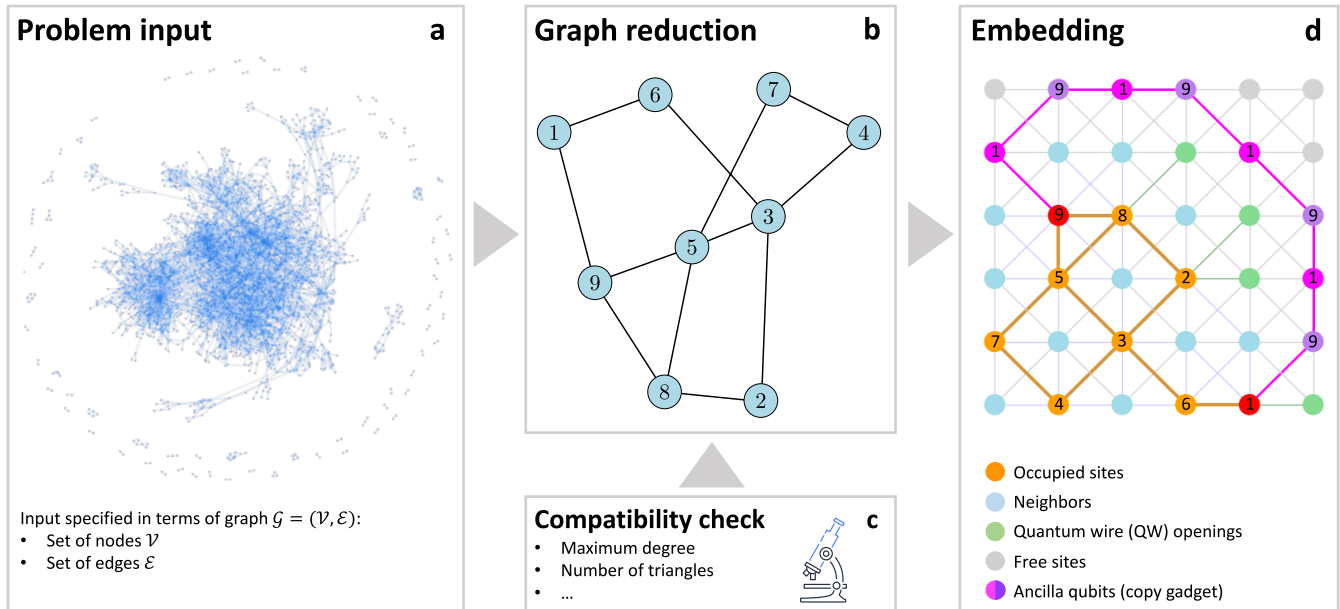 Problem input a
Input specified in terms of graph 𝒢 = (𝒱, ℰ):
• Set of nodes 𝒱
• Set of edges ℰ
Graph reduction b
7
6
1
4
3
5
9
8
2
Compatibility check c
• Maximum degree
• Number of triangles
• ...
Embedding d
9 1 9
1 1
9 8 9
5 2 1
7 3 9
4 6 1
Occupied sites
Neighbors
Quantum wire (QW) openings
Free sites
Ancilla qubits (copy gadget)